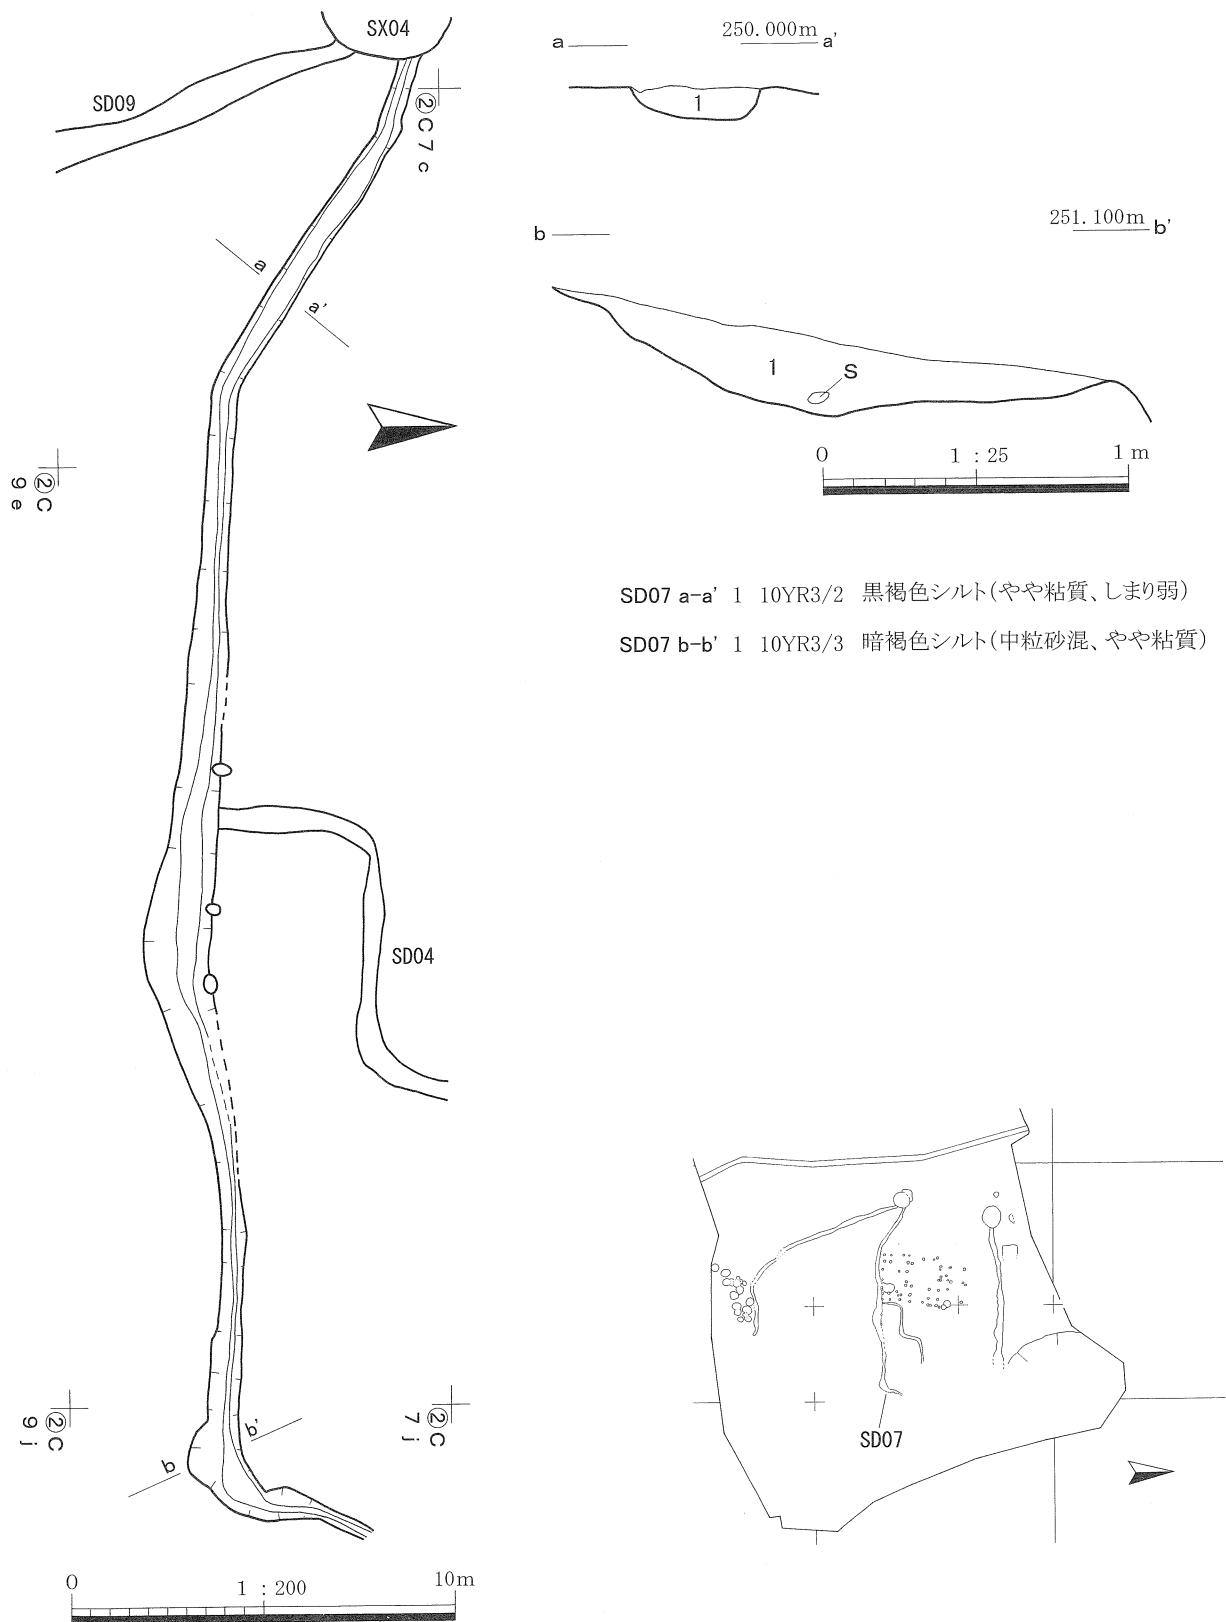 SX04
SD09
②C7c
a
a'
②C
9e
SD04
②C
9j
②C
7j
b'
b
0 1 : 200 10m
a 250.000m a'
1
251.100m
b b'
1
S
0 1 : 25 1m
SD07 a-a' 1 10YR3/2 黒褐色シルト(やや粘質、しまり弱)
SD07 b-b' 1 10YR3/3 暗褐色シルト(中粒砂混、やや粘質)
SD07